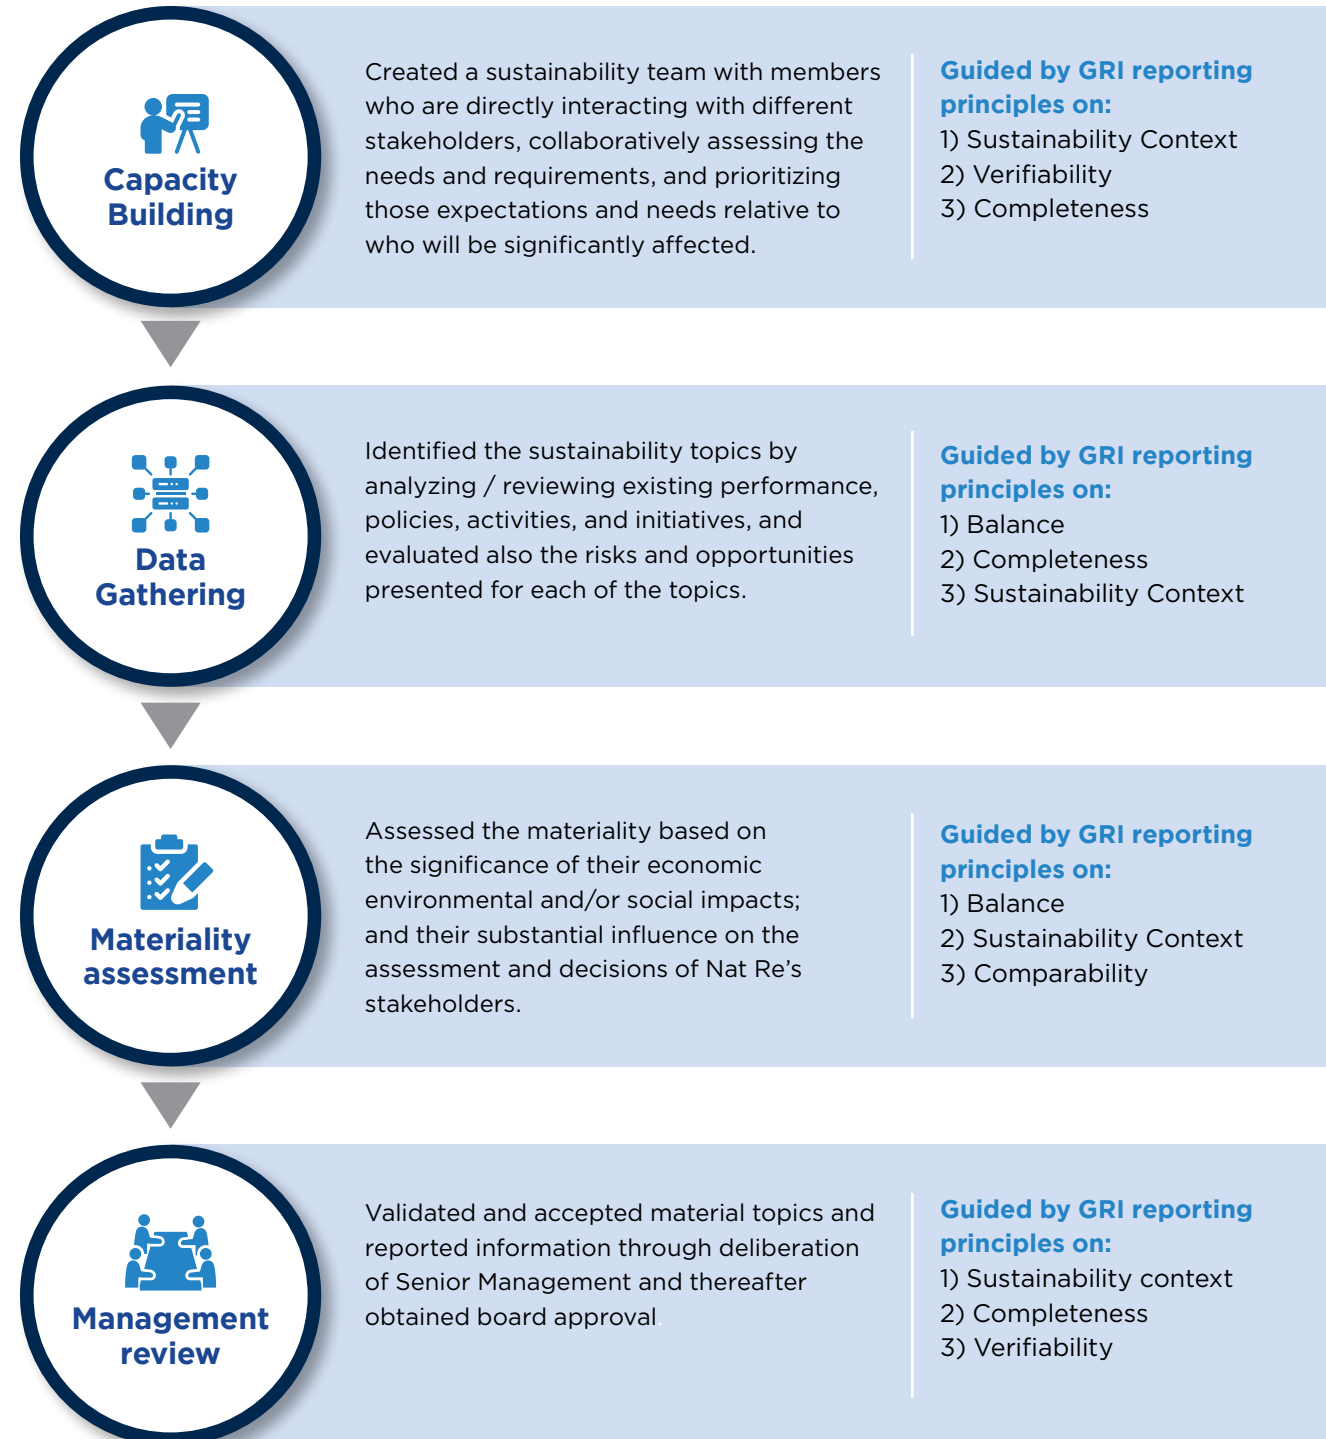 Capacity
Building
Created a sustainability team with members
who are directly interacting with different
stakeholders, collaboratively assessing the
needs and requirements, and prioritizing
those expectations and needs relative to
who will be significantly affected.
Guided by GRI reporting
principles on:
1) Sustainability Context
2) Verifiability
3) Completeness
Data
Gathering
Identified the sustainability topics by
analyzing / reviewing existing performance,
policies, activities, and initiatives, and
evaluated also the risks and opportunities
presented for each of the topics.
Guided by GRI reporting
principles on:
1) Balance
2) Completeness
3) Sustainability Context
Materiality
assessment
Assessed the materiality based on
the significance of their economic
environmental and/or social impacts;
and their substantial influence on the
assessment and decisions of Nat Re’s
stakeholders.
Guided by GRI reporting
principles on:
1) Balance
2) Sustainability Context
3) Comparability
Management
review
Validated and accepted material topics and
reported information through deliberation
of Senior Management and thereafter
obtained board approval.
Guided by GRI reporting
principles on:
1) Sustainability context
2) Completeness
3) Verifiability